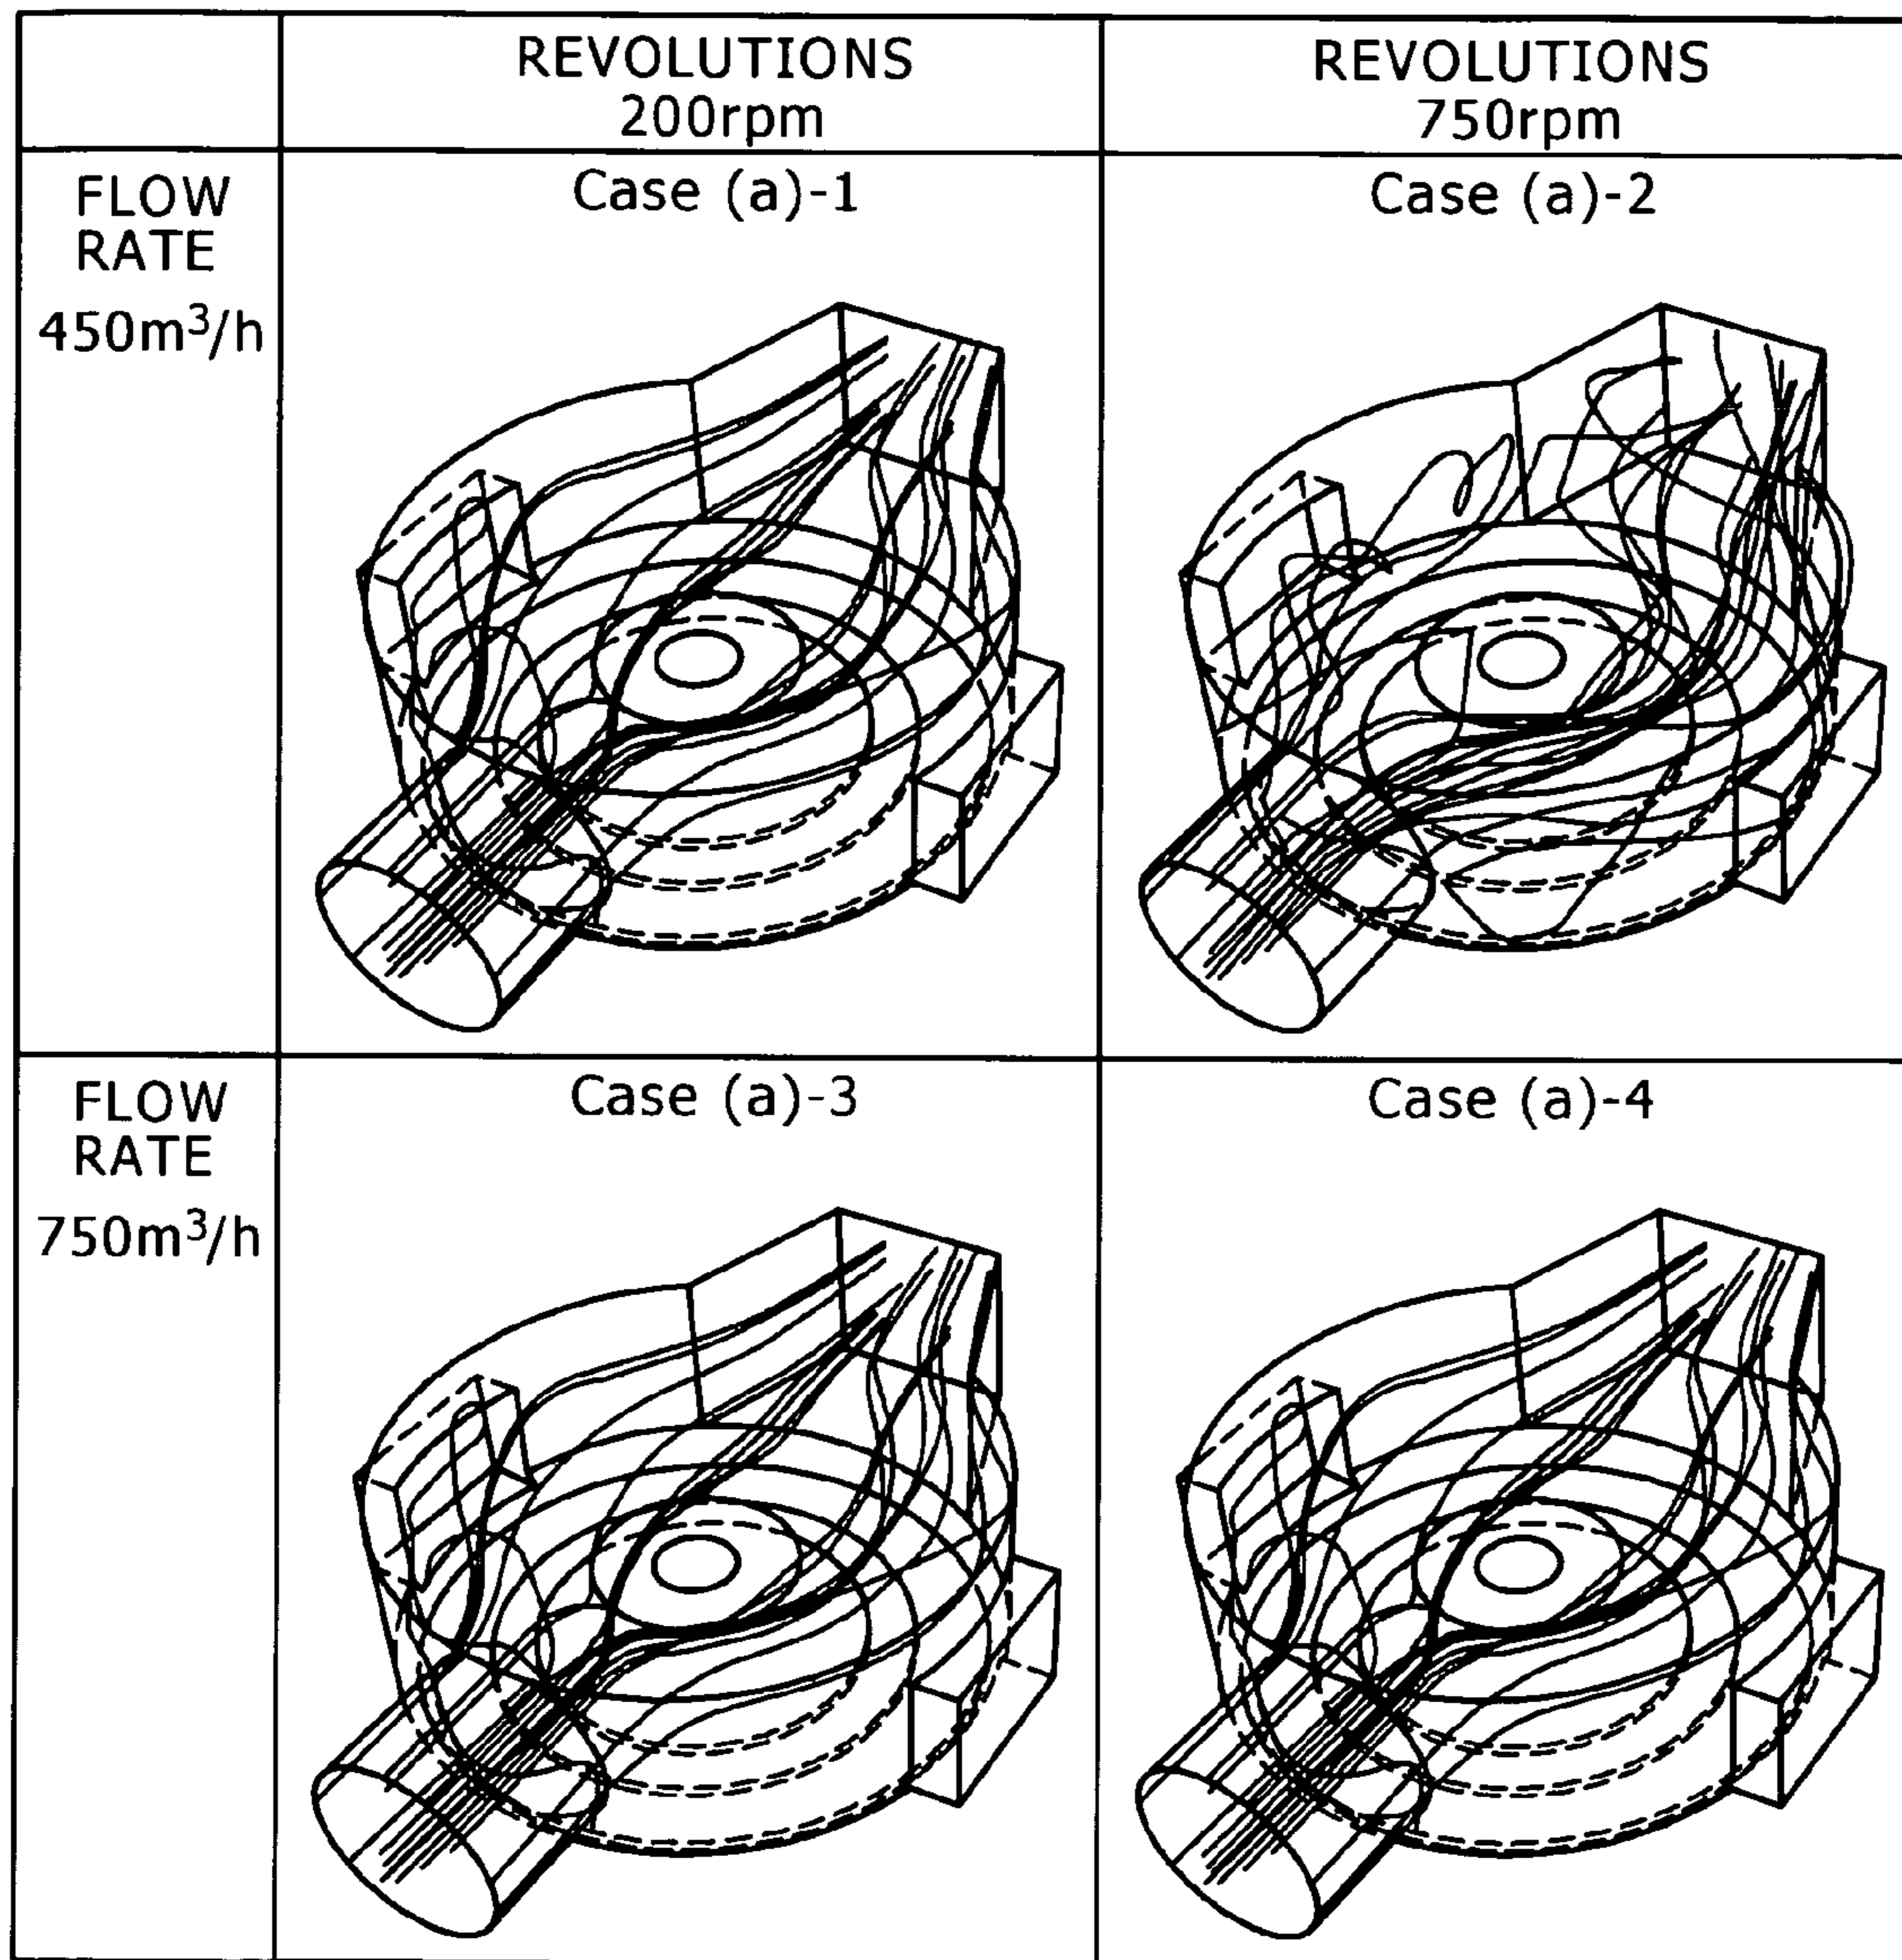 REVOLUTIONS
200rpm
REVOLUTIONS
750rpm
FLOW
RATE
450m³/h
Case (a)-1
Case (a)-2
FLOW
RATE
750m³/h
Case (a)-3
Case (a)-4